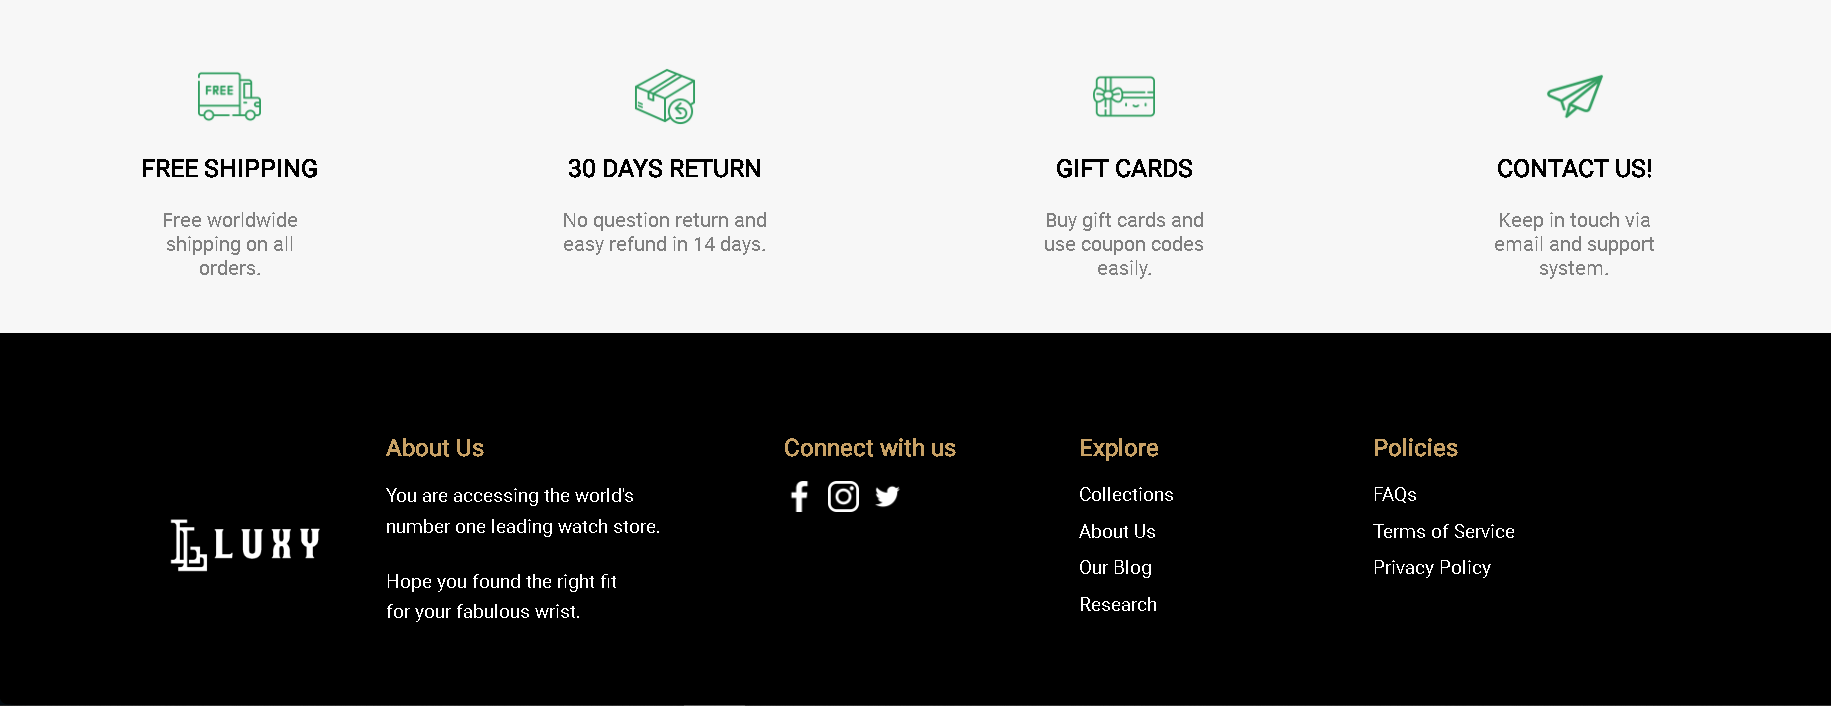 FREE
FREE SHIPPING
Free worldwide
shipping on all
orders.
30 DAYS RETURN
No question return and
easy refund in 14 days.
GIFT CARDS
Buy gift cards and
use coupon codes
easily.
CONTACT US!
Keep in touch via
email and support
system.
LUXY
About Us
You are accessing the world's
number one leading watch store.
Hope you found the right fit
for your fabulous wrist.
Connect with us
Explore
Collections
About Us
Our Blog
Research
Policies
FAQs
Terms of Service
Privacy Policy